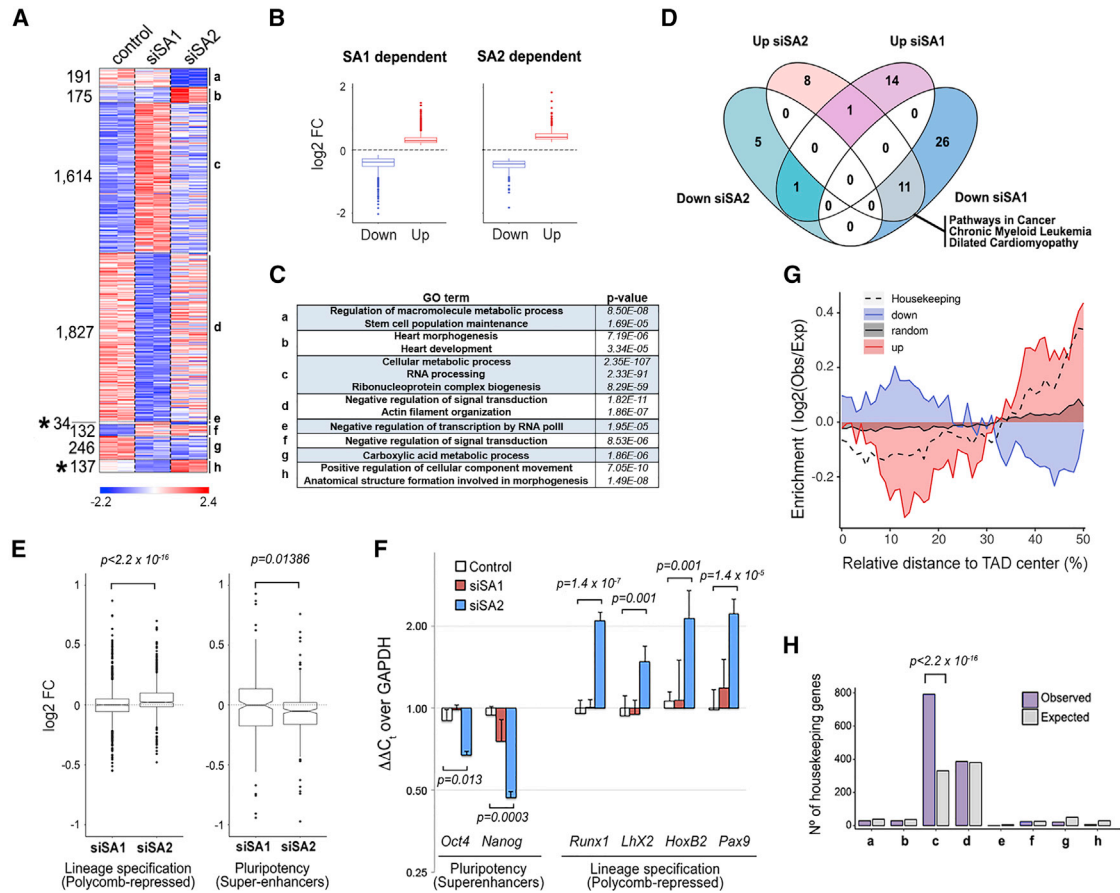 A
control siSA1 siSA2
191 a
175 b
1,614 c
1,827 d
*34 e
132 f
246 g
*137 h
-2.2 2.4
B
SA1 dependent SA2 dependent
log2 FC
2
0
-2
Down Up Down Up
C
GO term p-value
a Regulation of macromolecule metabolic process 8.50E-08
Stem cell population maintenance 1.69E-05
b Heart morphogenesis 7.19E-06
Heart development 3.34E-05
c Cellular metabolic process 2.35E-107
RNA processing 2.33E-91
Ribonucleoprotein complex biogenesis 8.29E-59
d Negative regulation of signal transduction 1.82E-11
Actin filament organization 1.86E-07
e Negative regulation of transcription by RNA polII 1.95E-05
f Negative regulation of signal transduction 8.53E-06
g Carboxylic acid metabolic process 1.86E-06
h Positive regulation of cellular component movement 7.05E-10
Anatomical structure formation involved in morphogenesis 1.49E-08
D
Up siSA2 Up siSA1
8 14
1
0 0
5 26
0 0
1 0 11
0 0
0
Down siSA2 Down siSA1
Pathways in Cancer
Chronic Myeloid Leukemia
Dilated Cardiomyopathy
E
p<2.2 x 10-16 p=0.01386
log2 FC
1 1
0.5 0.5
0 0
-0.5 -0.5
-1 -1
siSA1 siSA2 siSA1 siSA2
Lineage specification Pluripotency
(Polycomb-repressed) (Super-enhancers)
F
Control
siSA1
siSA2
p=1.4 x 10-7
p=0.001
p=0.001
p=1.4 x 10-5
ΔΔCt over GAPDH
2.00
1.00
0.50
0.25
p=0.013
p=0.0003
Oct4 Nanog Runx1 LhX2 HoxB2 Pax9
Pluripotency Lineage specification
(Superenhancers) (Polycomb-repressed)
G
Housekeeping
down
random
up
Enrichment ( log2(Obs/Exp)
0.4
0.2
0.0
-0.2
0 10 20 30 40 50
Relative distance to TAD center (%)
H
p<2.2 x 10-16
Observed
Expected
Nº of housekeeping genes
800
600
400
200
0
a b c d e f g h